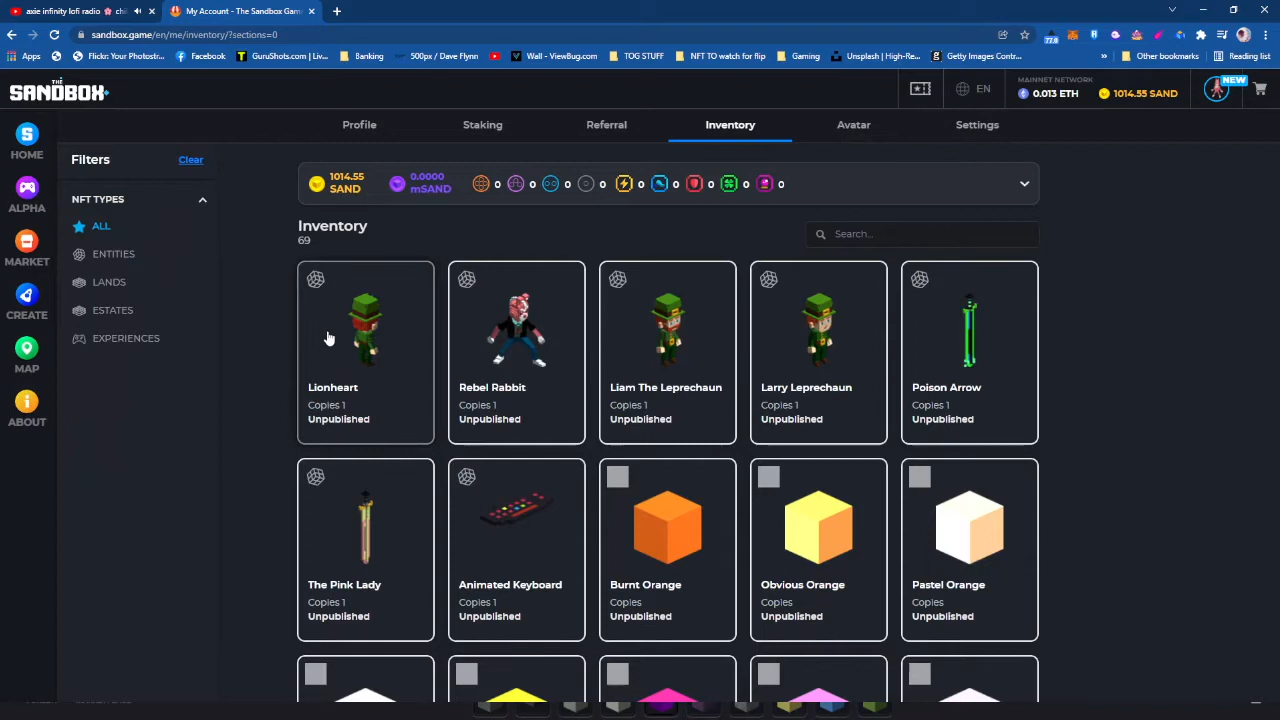 axie infinity lofi radio 🌸 chi
My Account - The Sandbox Gam
sandbox.game/en/me/inventory/?sections=0
77.8
Apps
Flickr: Your Photostr...
Facebook
GuruShots.com | Liv...
Banking
500px / Dave Flynn
Wall - ViewBug.com
TOG STUFF
NFT TO watch for flip
Gaming
Unsplash | High-Re...
Getty Images Contr...
»
Other bookmarks
Reading list
THE
SANDBOX
EN
MAINNET NETWORK
0.013 ETH
1014.55 SAND
NEW
HOME
ALPHA
MARKET
CREATE
MAP
ABOUT
Profile
Staking
Referral
Inventory
Avatar
Settings
Filters
Clear
NFT TYPES
ALL
ENTITIES
LANDS
ESTATES
EXPERIENCES
1014.55
SAND
0.0000
mSAND
0 0 0 0 0 0 0 0 0
Inventory
69
Search...
Lionheart
Copies 1
Unpublished
Rebel Rabbit
Copies 1
Unpublished
Liam The Leprechaun
Copies 1
Unpublished
Larry Leprechaun
Copies 1
Unpublished
Poison Arrow
Copies 1
Unpublished
The Pink Lady
Copies 1
Unpublished
Animated Keyboard
Copies 1
Unpublished
Burnt Orange
Copies
Unpublished
Obvious Orange
Copies
Unpublished
Pastel Orange
Copies
Unpublished